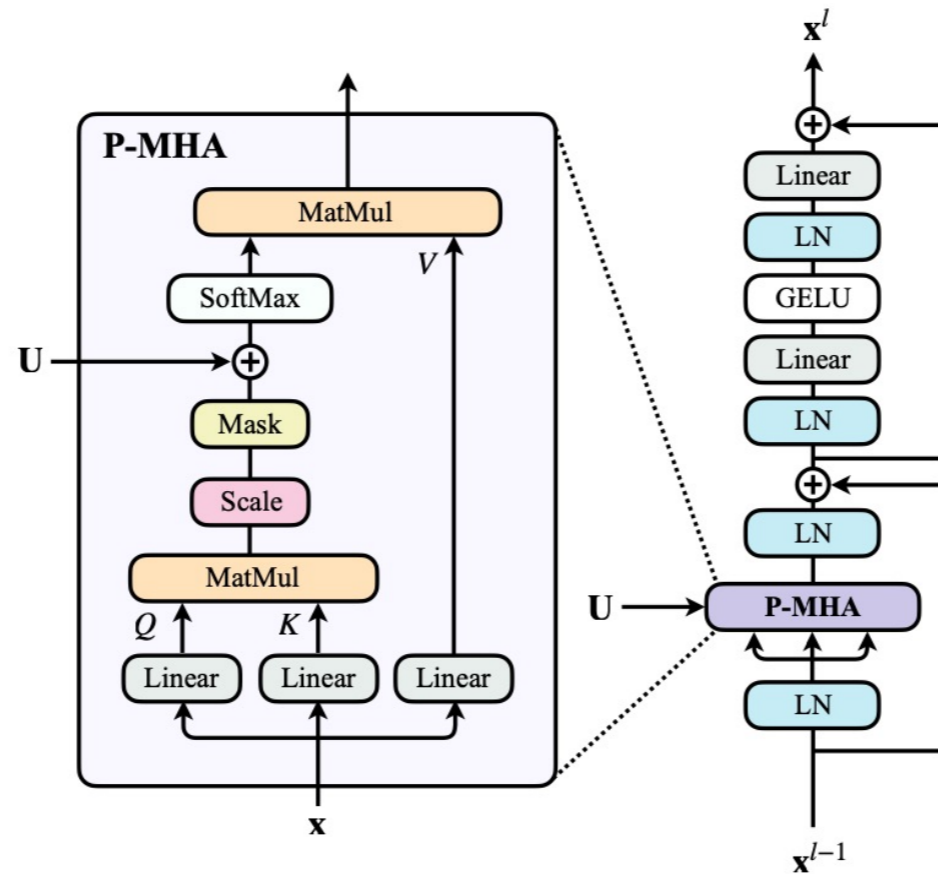 P-MHA
MatMul
V
SoftMax
U
+
Mask
Scale
MatMul
Q
K
Linear
Linear
Linear
x
x^l
+
Linear
LN
GELU
Linear
LN
+
LN
U
P-MHA
LN
x^{l-1}